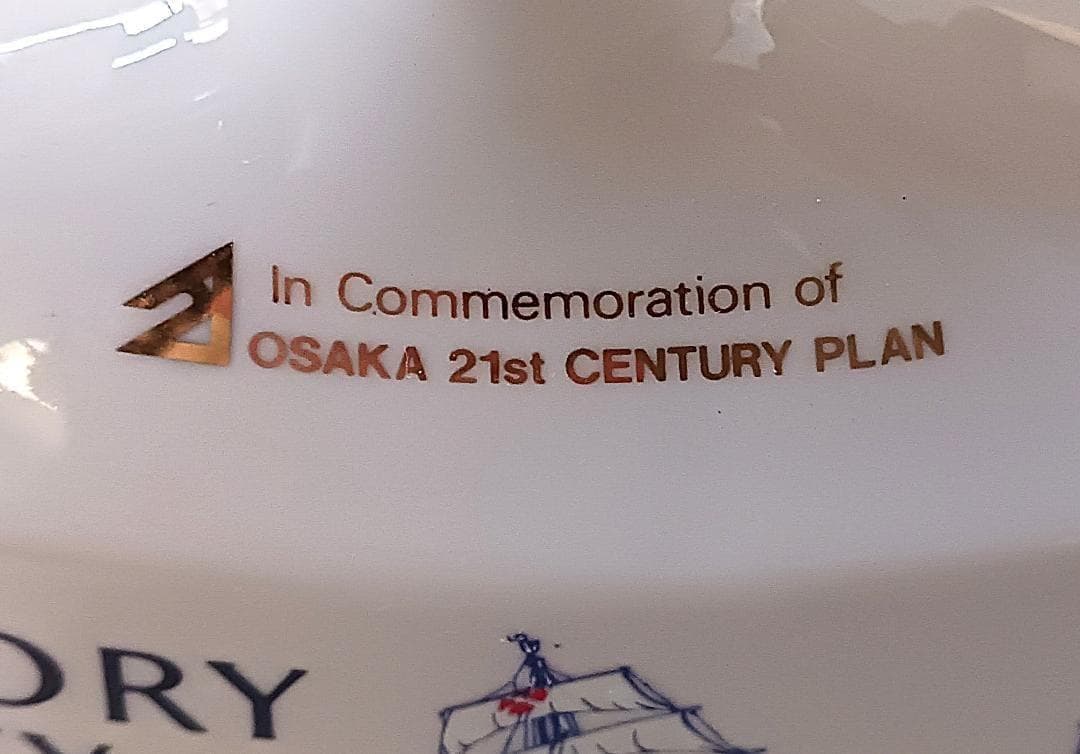 In Commemoration of
OSAKA 21st CENTURY PLAN